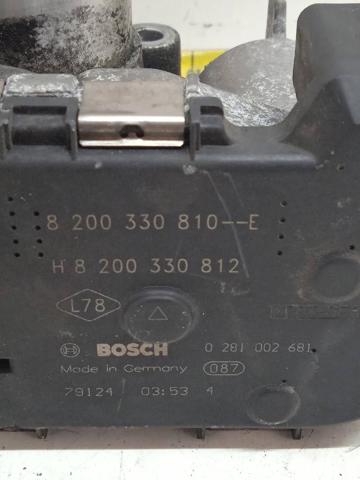 8 200 330 810--E
H 8 200 330 812
L78
BOSCH 0 281 002 681
Made in Germany 087
79124 03:53 4